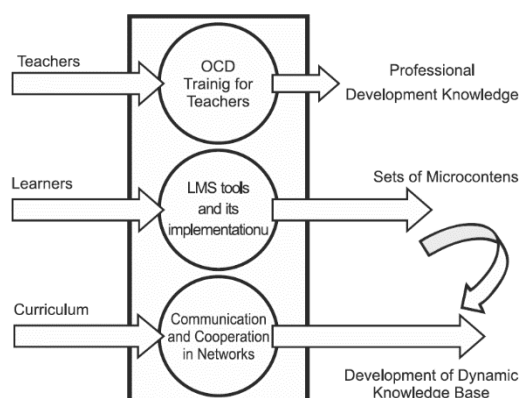 Teachers
OCD
Trainig for
Teachers
Professional
Development Knowledge
Learners
LMS tools
and its
implementationu
Sets of Microcontens
Curriculum
Communication
and Cooperation
in Networks
Development of Dynamic
Knowledge Base